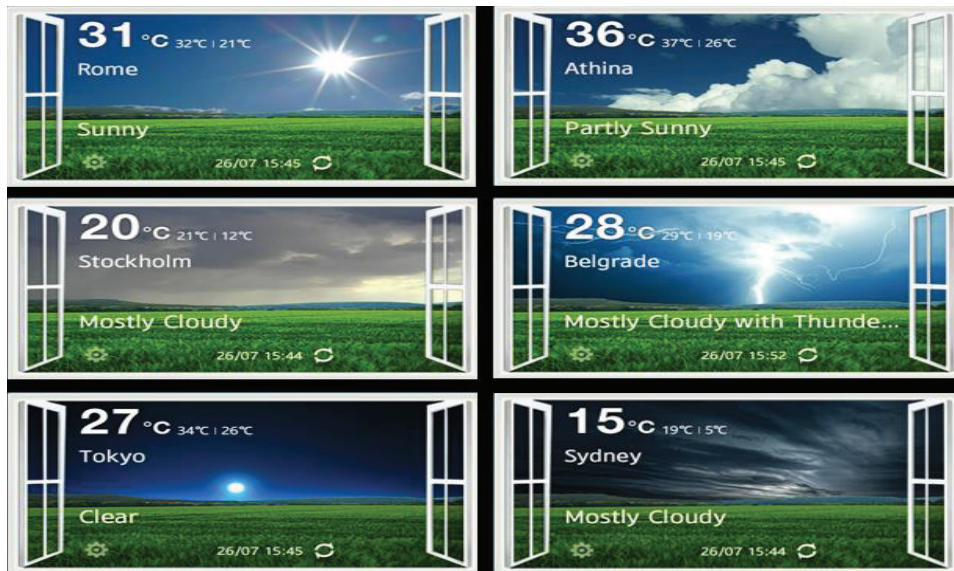 31 °C 32°C | 21°C
Rome
Sunny
26/07 15:45
36 °C 37°C | 26°C
Athina
Partly Sunny
26/07 15:45
20 °C 21°C | 12°C
Stockholm
Mostly Cloudy
26/07 15:44
28 °C 29°C | 19°C
Belgrade
Mostly Cloudy with Thunde...
26/07 15:52
27 °C 34°C | 26°C
Tokyo
Clear
26/07 15:45
15 °C 19°C | 5°C
Sydney
Mostly Cloudy
26/07 15:44